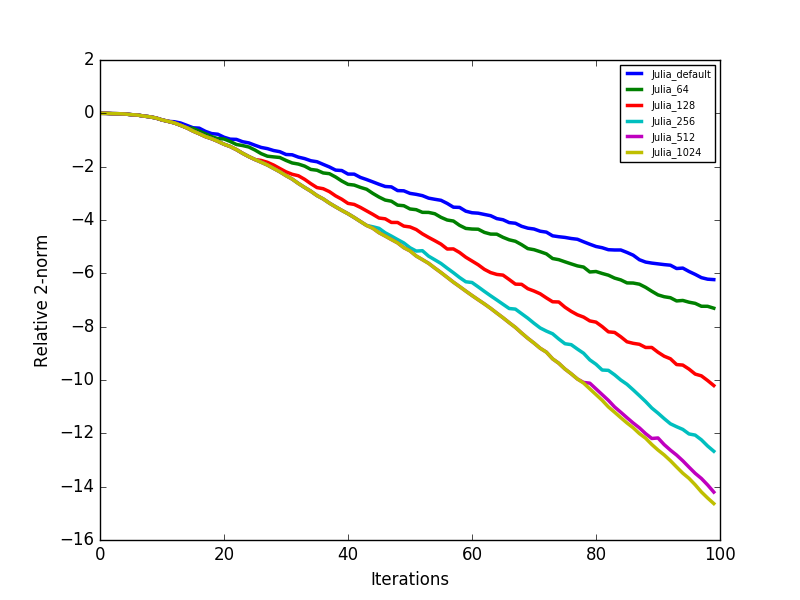 2
0
−2
−4
−6
−8
−10
−12
−14
−16
0 20 40 60 80 100
Relative 2-norm
Iterations
Julia_default
Julia_64
Julia_128
Julia_256
Julia_512
Julia_1024